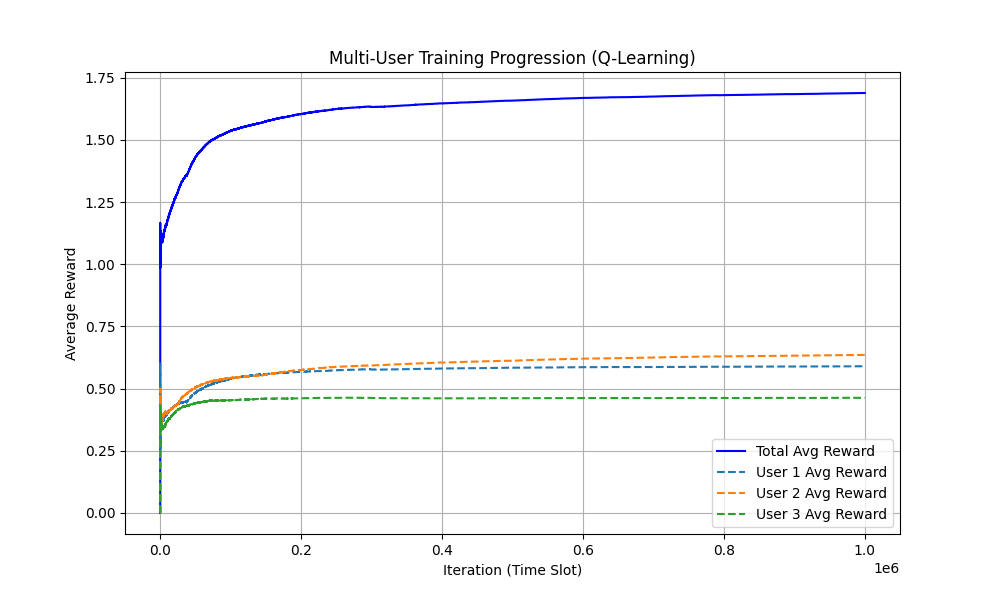 Multi-User Training Progression (Q-Learning)
Average Reward
1.75
1.50
1.25
1.00
0.75
0.50
0.25
0.00
Total Avg Reward
User 1 Avg Reward
User 2 Avg Reward
User 3 Avg Reward
0.0 0.2 0.4 0.6 0.8 1.0
1e6
Iteration (Time Slot)